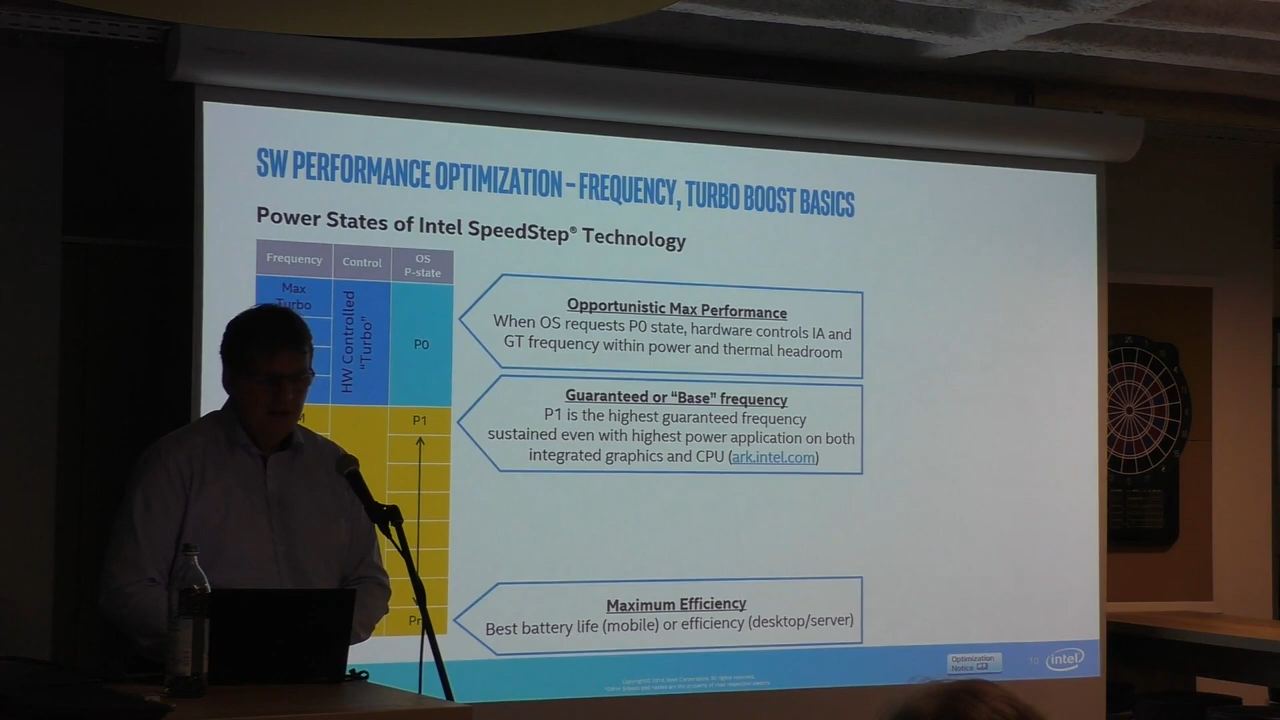 SW PERFORMANCE OPTIMIZATION – FREQUENCY, TURBO BOOST BASICS
Power States of Intel SpeedStep® Technology
Frequency
Control
OS
P-state
Max
Turbo
HW Controlled
"Turbo"
P0
P1
Opportunistic Max Performance
When OS requests P0 state, hardware controls IA and
GT frequency within power and thermal headroom
Guaranteed or "Base" frequency
P1 is the highest guaranteed frequency
sustained even with highest power application on both
integrated graphics and CPU (ark.intel.com)
Maximum Efficiency
Best battery life (mobile) or efficiency (desktop/server)
Optimization
Notice
10
intel